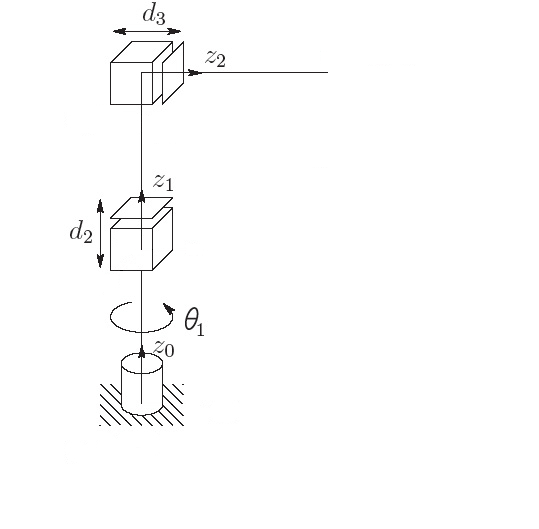 d₃
z₂
z₁
d₂
θ₁
z₀